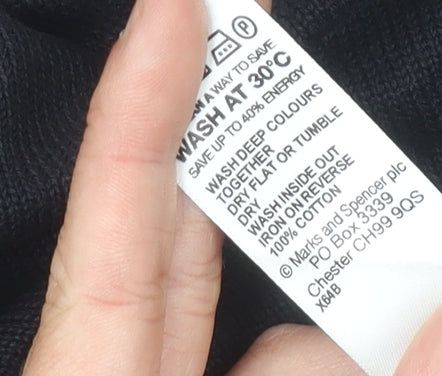 P
A WAY TO SAVE
WASH AT 30°C
SAVE UP TO 40% ENERGY
WASH DEEP COLOURS
TOGETHER
DRY FLAT OR TUMBLE
DRY
WASH INSIDE OUT
IRON ON REVERSE
100% COTTON
© Marks and Spencer plc
PO Box 3339
Chester CH99 9QS
X64B